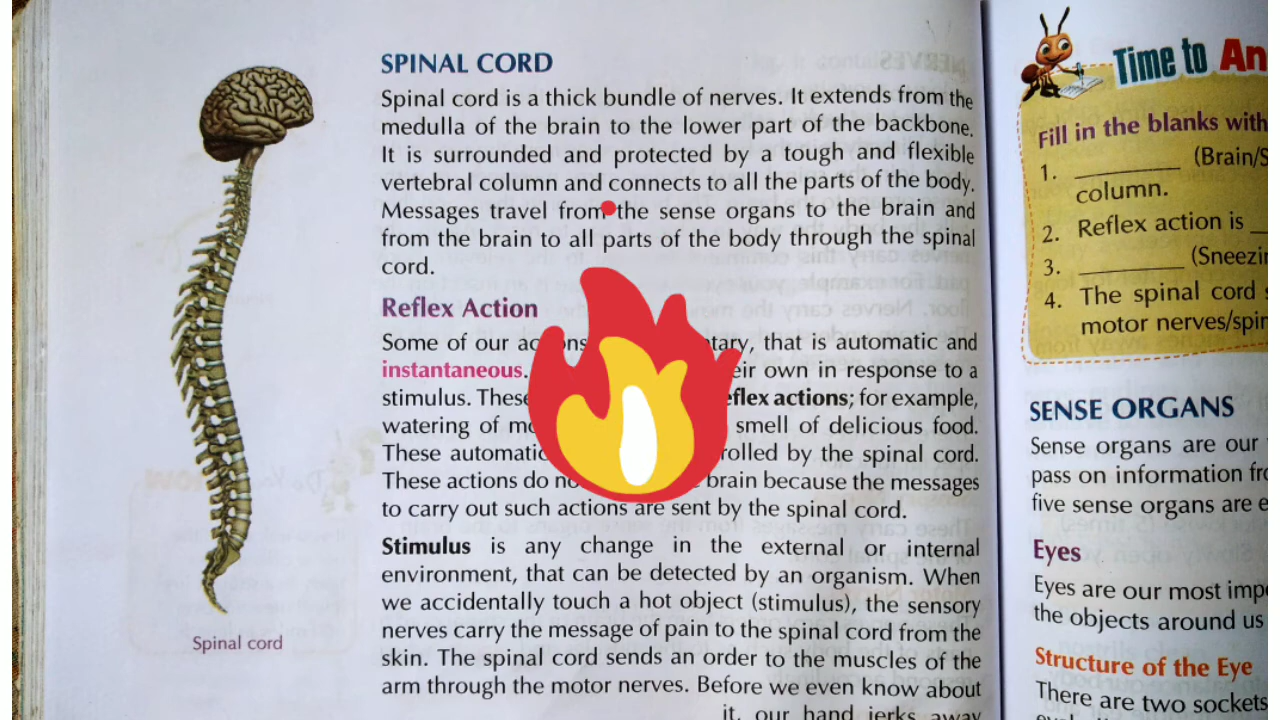 SPINAL CORD
Spinal cord is a thick bundle of nerves. It extends from the
medulla of the brain to the lower part of the backbone.
It is surrounded and protected by a tough and flexible
vertebral column and connects to all the parts of the body.
Messages travel from the sense organs to the brain and
from the brain to all parts of the body through the spinal
cord.
Reflex Action
Some of our that is automatic and
instantaneous. own in response to a
stimulus. These actions; for example,
watering of smell of delicious food.
These by the spinal cord.
These actions do brain because the messages
to carry out such actions are sent by the spinal cord.
Stimulus is any change in the external or internal
environment, that can be detected by an organism. When
we accidentally touch a hot object (stimulus), the sensory
nerves carry the message of pain to the spinal cord from the
skin. The spinal cord sends an order to the muscles of the
arm through the motor nerves. Before we even know about
it, our hand jerks away
Spinal cord
Time to An
Fill in the blanks with
1. ________ (Brain/S
column.
2. Reflex action is _
3. ________ (Sneezin
4. The spinal cord s
motor nerves/spin
SENSE ORGANS
Sense organs are our
pass on information fro
five sense organs are e
Eyes
Eyes are our most impo
the objects around us
Structure of the Eye
There are two sockets